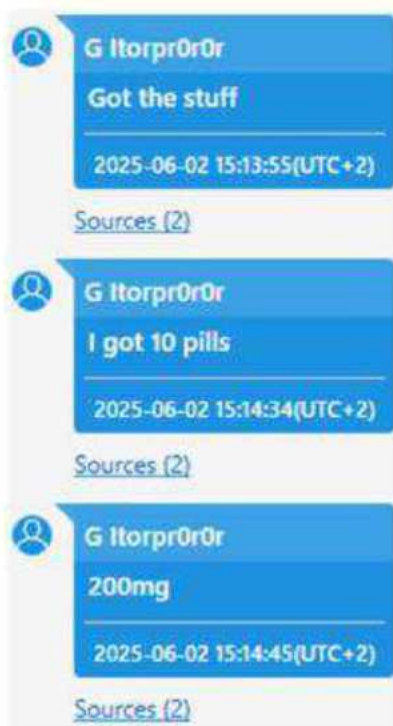 G Itorpr0r0r
Got the stuff
2025-06-02 15:13:55(UTC+2)
Sources (2)
G Itorpr0r0r
I got 10 pills
2025-06-02 15:14:34(UTC+2)
Sources (2)
G Itorpr0r0r
200mg
2025-06-02 15:14:45(UTC+2)
Sources (2)